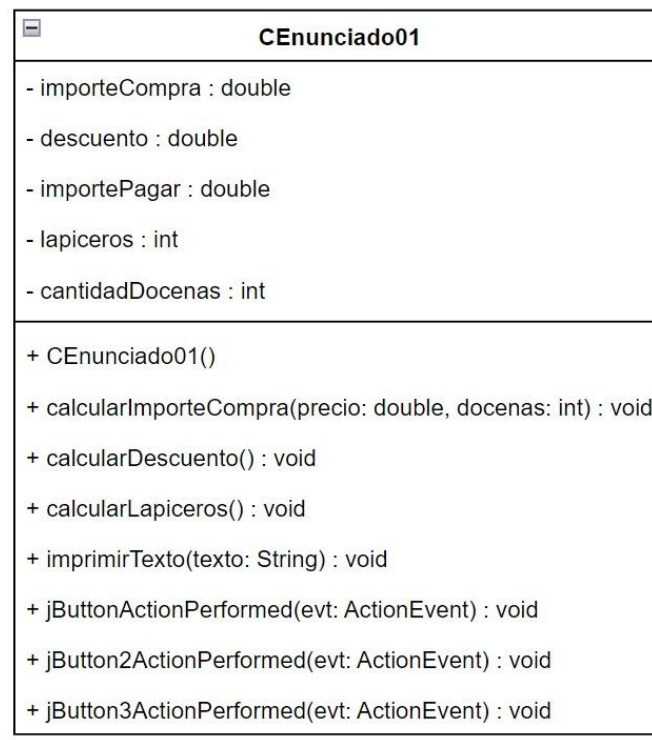 CEnunciado01
- importeCompra : double
- descuento : double
- importePagar : double
- lapiceros : int
- cantidadDocenas : int
+ CEnunciado01()
+ calcularImporteCompra(precio: double, docenas: int) : void
+ calcularDescuento() : void
+ calcularLapiceros() : void
+ imprimirTexto(texto: String) : void
+ jButtonActionPerformed(evt: ActionEvent) : void
+ jButton2ActionPerformed(evt: ActionEvent) : void
+ jButton3ActionPerformed(evt: ActionEvent) : void